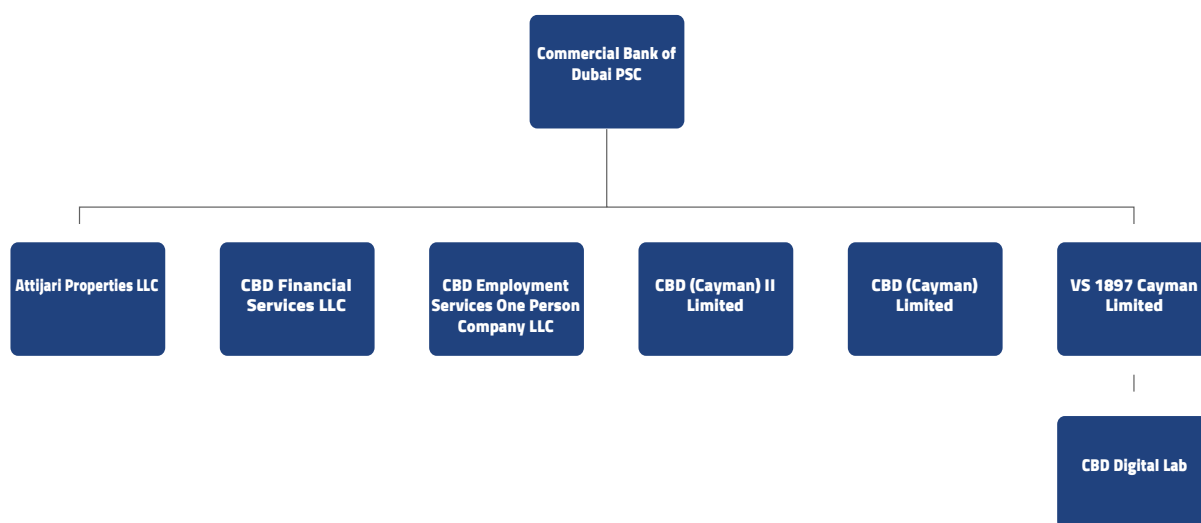 Commercial Bank of
Dubai PSC
Attijari Properties LLC
CBD Financial
Services LLC
CBD Employment
Services One Person
Company LLC
CBD (Cayman) II
Limited
CBD (Cayman)
Limited
VS 1897 Cayman
Limited
CBD Digital Lab